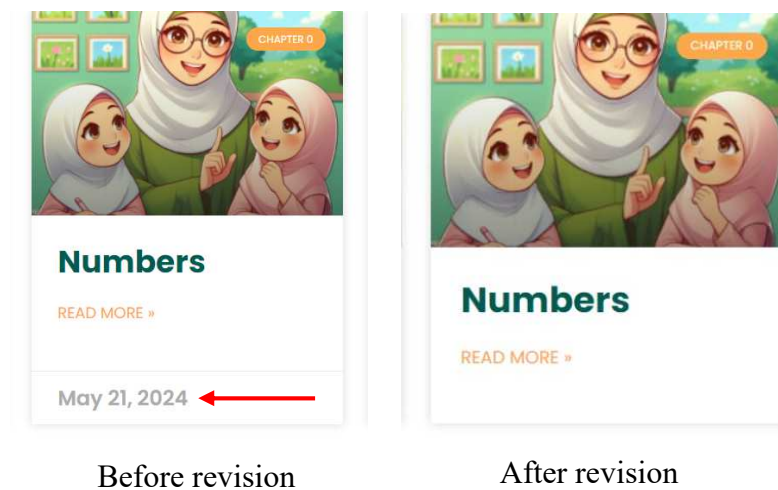 CHAPTER 0
Numbers
READ MORE »
May 21, 2024
Before revision
CHAPTER 0
Numbers
READ MORE »
After revision